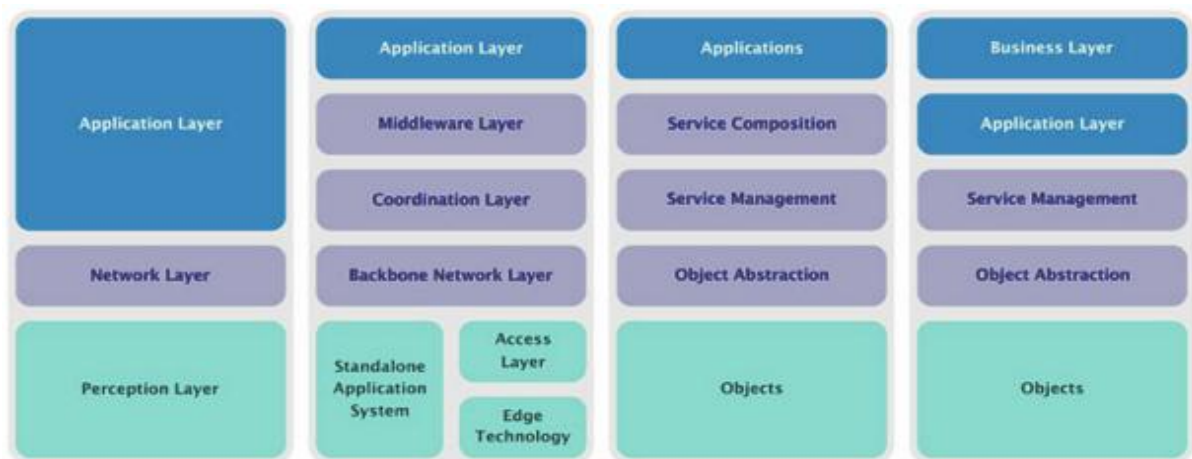 Application Layer
Network Layer
Perception Layer
Application Layer
Middleware Layer
Coordination Layer
Backbone Network Layer
Standalone
Application
System
Access
Layer
Edge
Technology
Applications
Service Composition
Service Management
Object Abstraction
Objects
Business Layer
Application Layer
Service Management
Object Abstraction
Objects